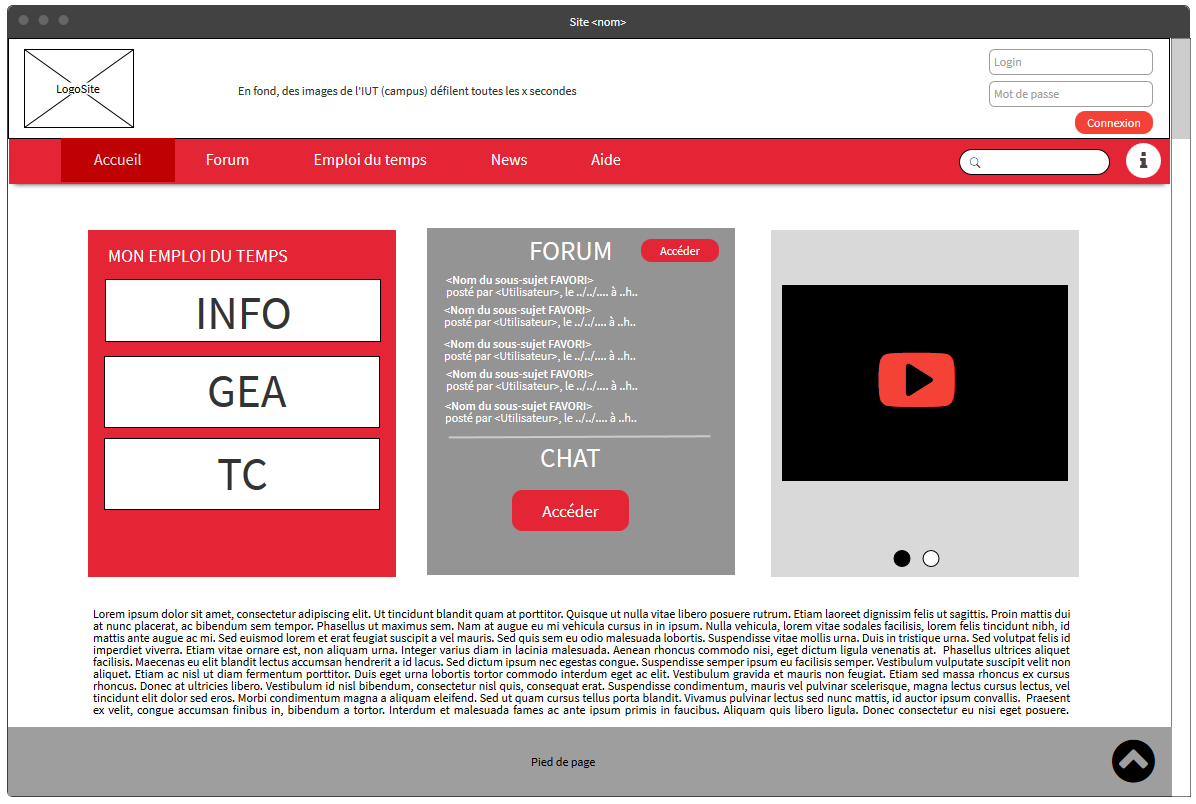 Site <nom>
LogoSite
En fond, des images de l'IUT (campus) défilent toutes les x secondes
Login
Mot de passe
Connexion
Accueil
Forum
Emploi du temps
News
Aide
MON EMPLOI DU TEMPS
INFO
GEA
TC
FORUM
Accéder
<Nom du sous-sujet FAVORI>
posté par <Utilisateur>, le ../../.... à ..h..
<Nom du sous-sujet FAVORI>
posté par <Utilisateur>, le ../../.... à ..h..
<Nom du sous-sujet FAVORI>
posté par <Utilisateur>, le ../../.... à ..h..
<Nom du sous-sujet FAVORI>
posté par <Utilisateur>, le ../../.... à ..h..
<Nom du sous-sujet FAVORI>
posté par <Utilisateur>, le ../../.... à ..h..
CHAT
Accéder
Lorem ipsum dolor sit amet, consectetur adipiscing elit. Ut tincidunt blandit quam at porttitor. Quisque ut nulla vitae libero posuere rutrum. Etiam laoreet dignissim felis ut sagittis. Proin mattis dui
at nunc placerat, ac bibendum sem tempor. Phasellus ut maximus sem. Nam at augue eu mi vehicula cursus in in ipsum. Nulla vehicula, lorem vitae sodales facilisis, lorem felis tincidunt nibh, id
mattis ante augue ac mi. Sed euismod lorem et erat feugiat suscipit a vel mauris. Sed quis sem eu odio malesuada lobortis. Suspendisse vitae mollis urna. Duis in tristique urna. Sed volutpat felis id
imperdiet viverra. Etiam vitae ornare est, non aliquam urna. Integer varius diam in lacinia malesuada. Aenean rhoncus commodo nisi, eget dictum ligula venenatis at. Phasellus ultrices aliquet
facilisis. Maecenas eu elit blandit lectus accumsan hendrerit a id lacus. Sed dictum ipsum nec egestas congue. Suspendisse semper ipsum eu facilisis semper. Vestibulum vulputate suscipit velit non
aliquet. Etiam ac nisl ut diam fermentum porttitor. Duis eget urna lobortis tortor commodo interdum eget ac elit. Vestibulum gravida et mauris non feugiat. Etiam sed massa rhoncus ex cursus
rhoncus. Donec at ultricies libero. Vestibulum id nisl bibendum, consectetur nisl quis, consequat erat. Suspendisse condimentum, mauris vel pulvinar scelerisque, magna lectus cursus lectus, vel
tincidunt elit dolor sed eros. Morbi condimentum magna a aliquam eleifend. Sed ut quam cursus tellus porta blandit. Vivamus pulvinar lectus sed nunc mattis, id auctor ipsum convallis. Praesent
ex velit, congue accumsan finibus in, bibendum a tortor. Interdum et malesuada fames ac ante ipsum primis in faucibus. Aliquam quis libero ligula. Donec consectetur eu nisi eget posuere.
Pied de page